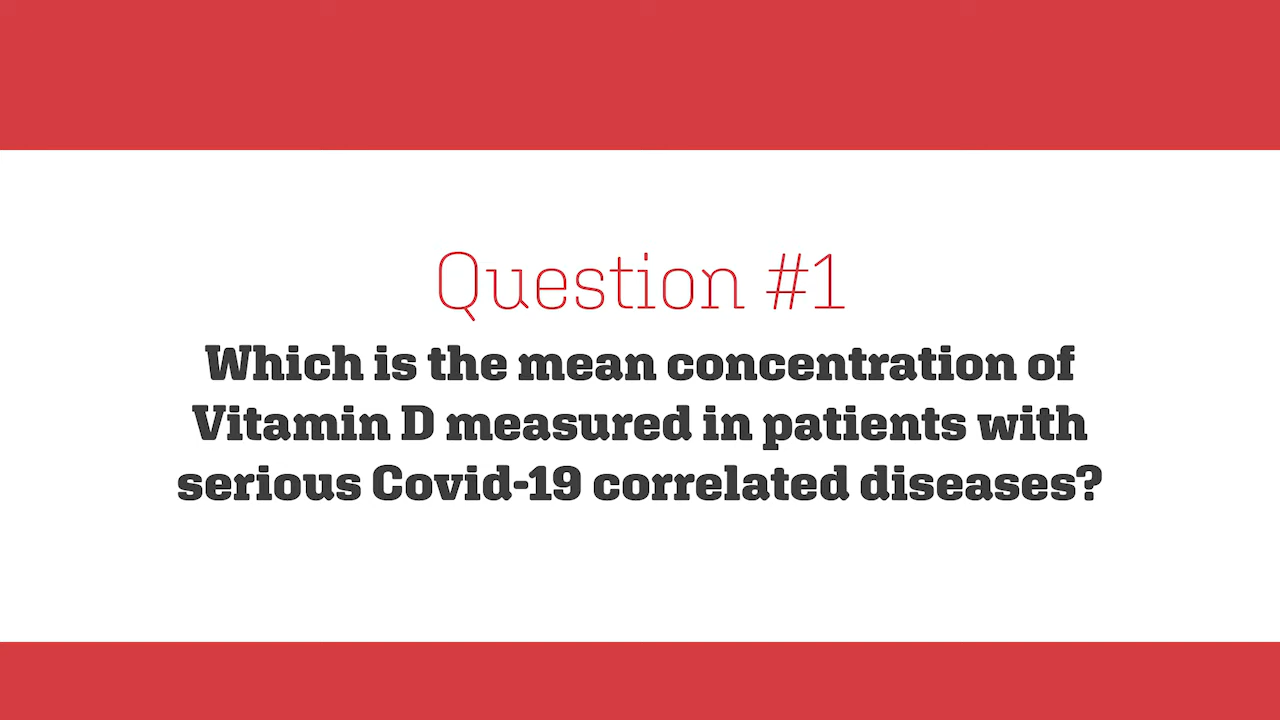 Question #1
Which is the mean concentration of
Vitamin D measured in patients with
serious Covid-19 correlated diseases?